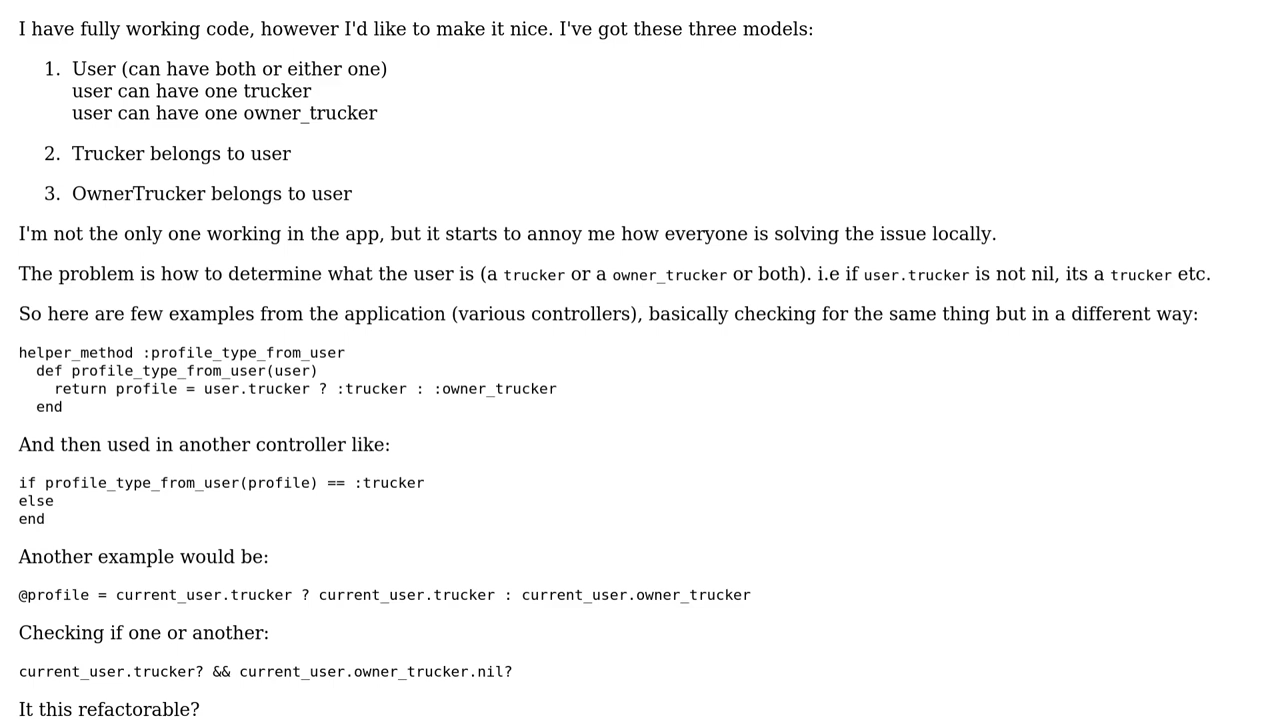 I have fully working code, however I'd like to make it nice. I've got these three models:
1. User (can have both or either one)
user can have one trucker
user can have one owner_trucker
2. Trucker belongs to user
3. OwnerTrucker belongs to user
I'm not the only one working in the app, but it starts to annoy me how everyone is solving the issue locally.
The problem is how to determine what the user is (a trucker or a owner_trucker or both). i.e if user.trucker is not nil, its a trucker etc.
So here are few examples from the application (various controllers), basically checking for the same thing but in a different way:
helper_method :profile_type_from_user
  def profile_type_from_user(user)
    return profile = user.trucker ? :trucker : :owner_trucker
  end
And then used in another controller like:
if profile_type_from_user(profile) == :trucker
else
end
Another example would be:
@profile = current_user.trucker ? current_user.trucker : current_user.owner_trucker
Checking if one or another:
current_user.trucker? && current_user.owner_trucker.nil?
It this refactorable?